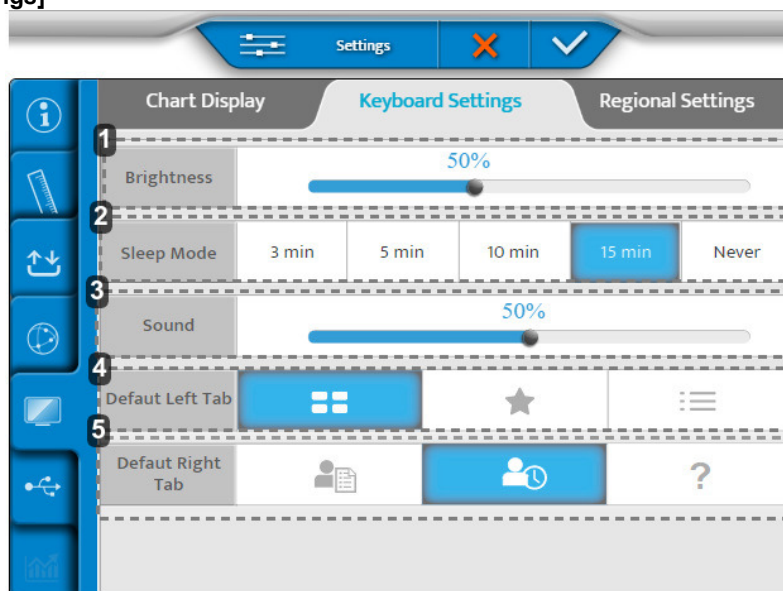 Settings
Chart Display Keyboard Settings Regional Settings
1
Brightness 50%
2
Sleep Mode 3 min 5 min 10 min 15 min Never
3
Sound 50%
4
Defaut Left Tab
5
Defaut Right
Tab
?